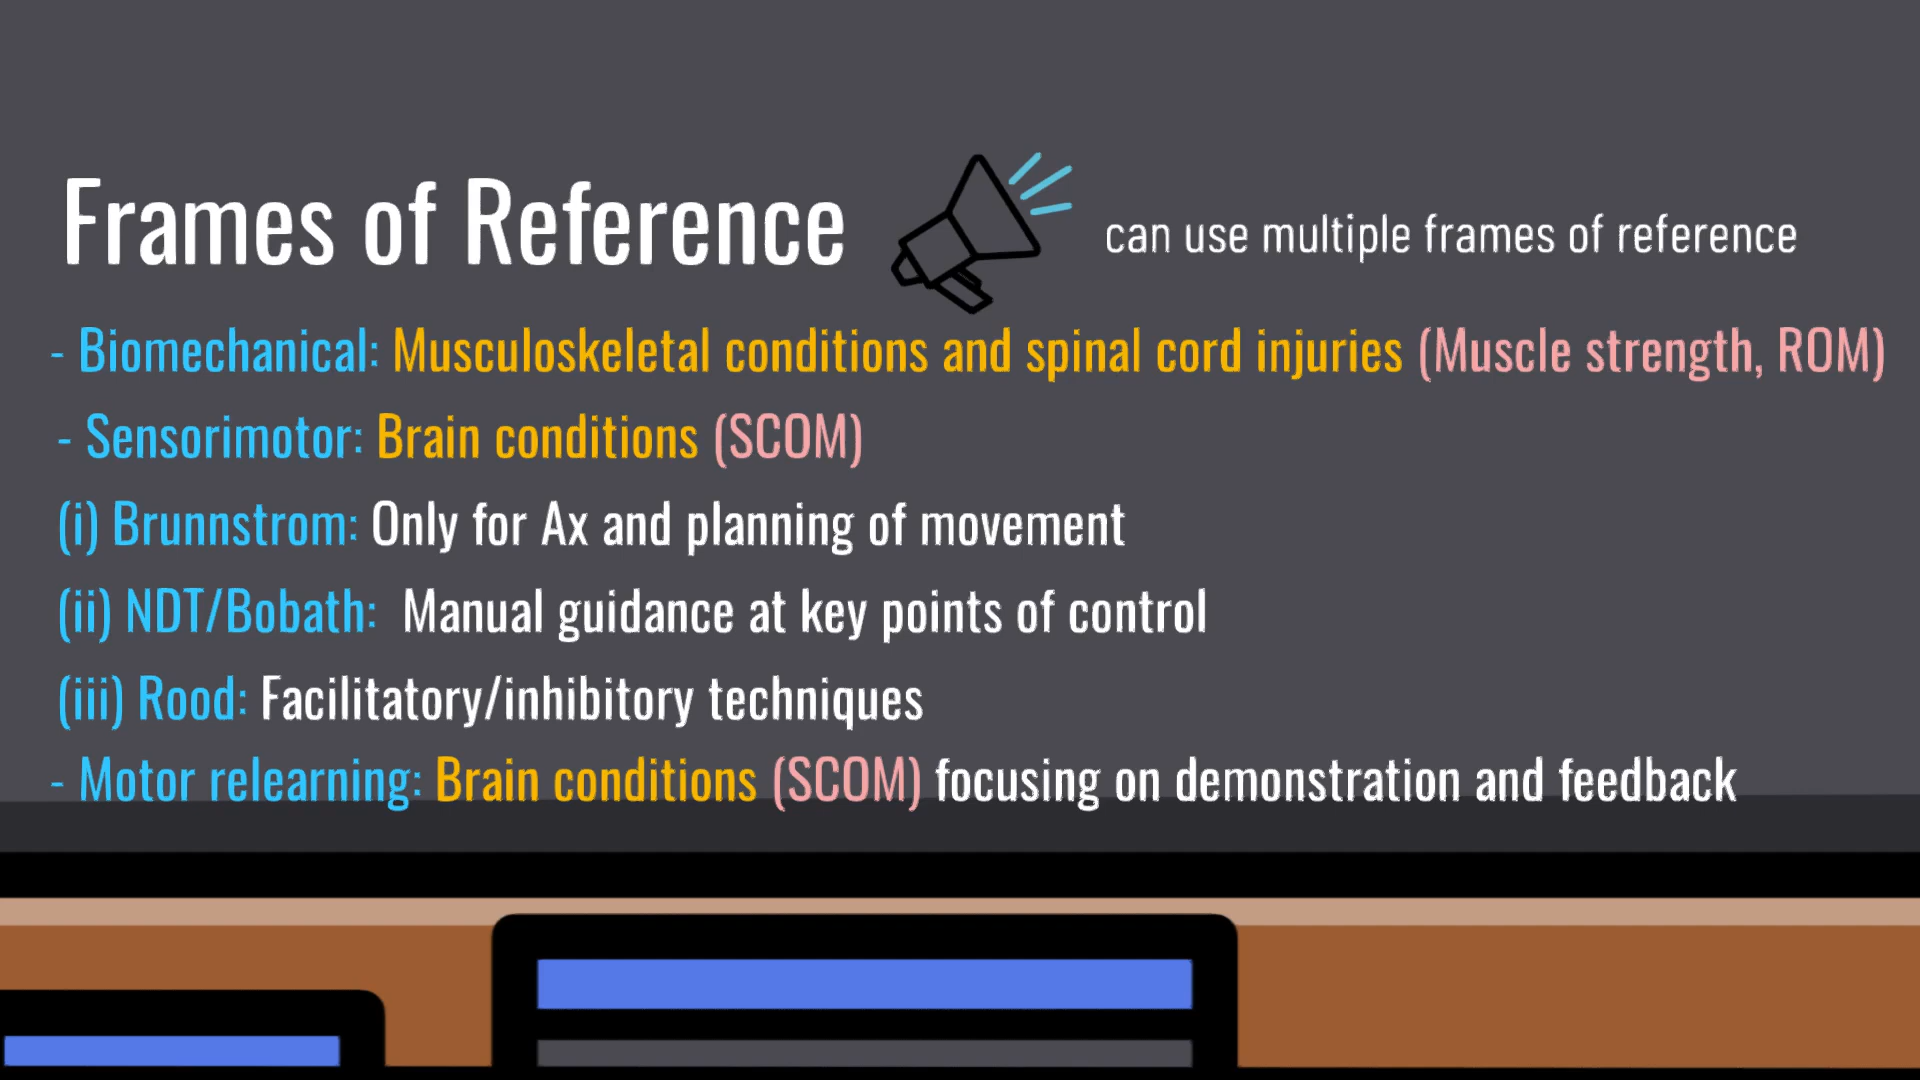 Frames of Reference
can use multiple frames of reference
- Biomechanical: Musculoskeletal conditions and spinal cord injuries (Muscle strength, ROM)
- Sensorimotor: Brain conditions (SCOM)
(i) Brunnstrom: Only for Ax and planning of movement
(ii) NDT/Bobath: Manual guidance at key points of control
(iii) Rood: Facilitatory/inhibitory techniques
- Motor relearning: Brain conditions (SCOM) focusing on demonstration and feedback